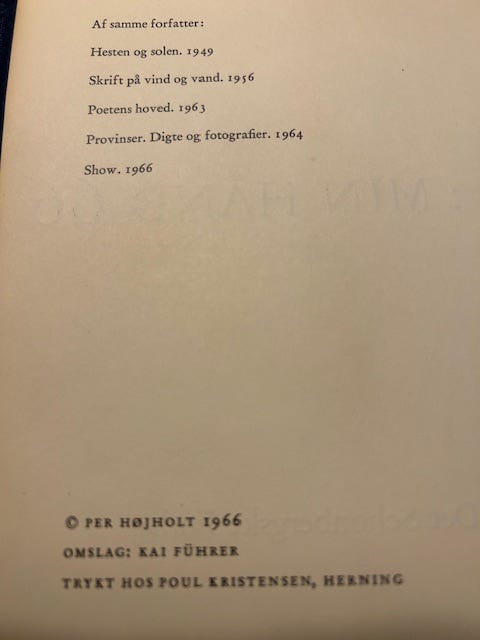 Af samme forfatter:
Hesten og solen. 1949
Skrift på vind og vand. 1956
Poetens hoved. 1963
Provinser. Digte og fotografier. 1964
Show. 1966
© PER HØJHOLT 1966
OMSLAG: KAI FÜHRER
TRYKT HOS POUL KRISTENSEN, HERNING